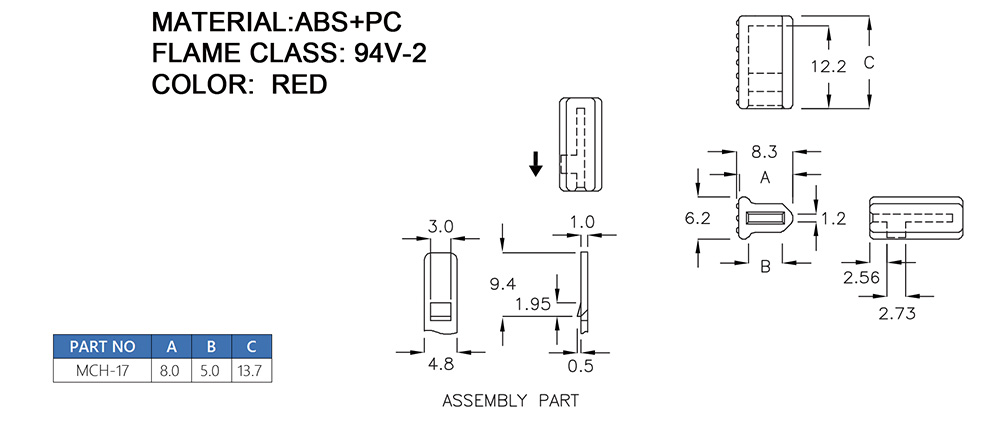 MATERIAL:ABS+PC
FLAME CLASS: 94V-2
COLOR: RED
12.2 C
8.3
A
6.2 1.2
B
2.56
2.73
3.0 1.0
9.4
1.95
4.8 0.5
ASSEMBLY PART
PART NO A B C
MCH-17 8.0 5.0 13.7